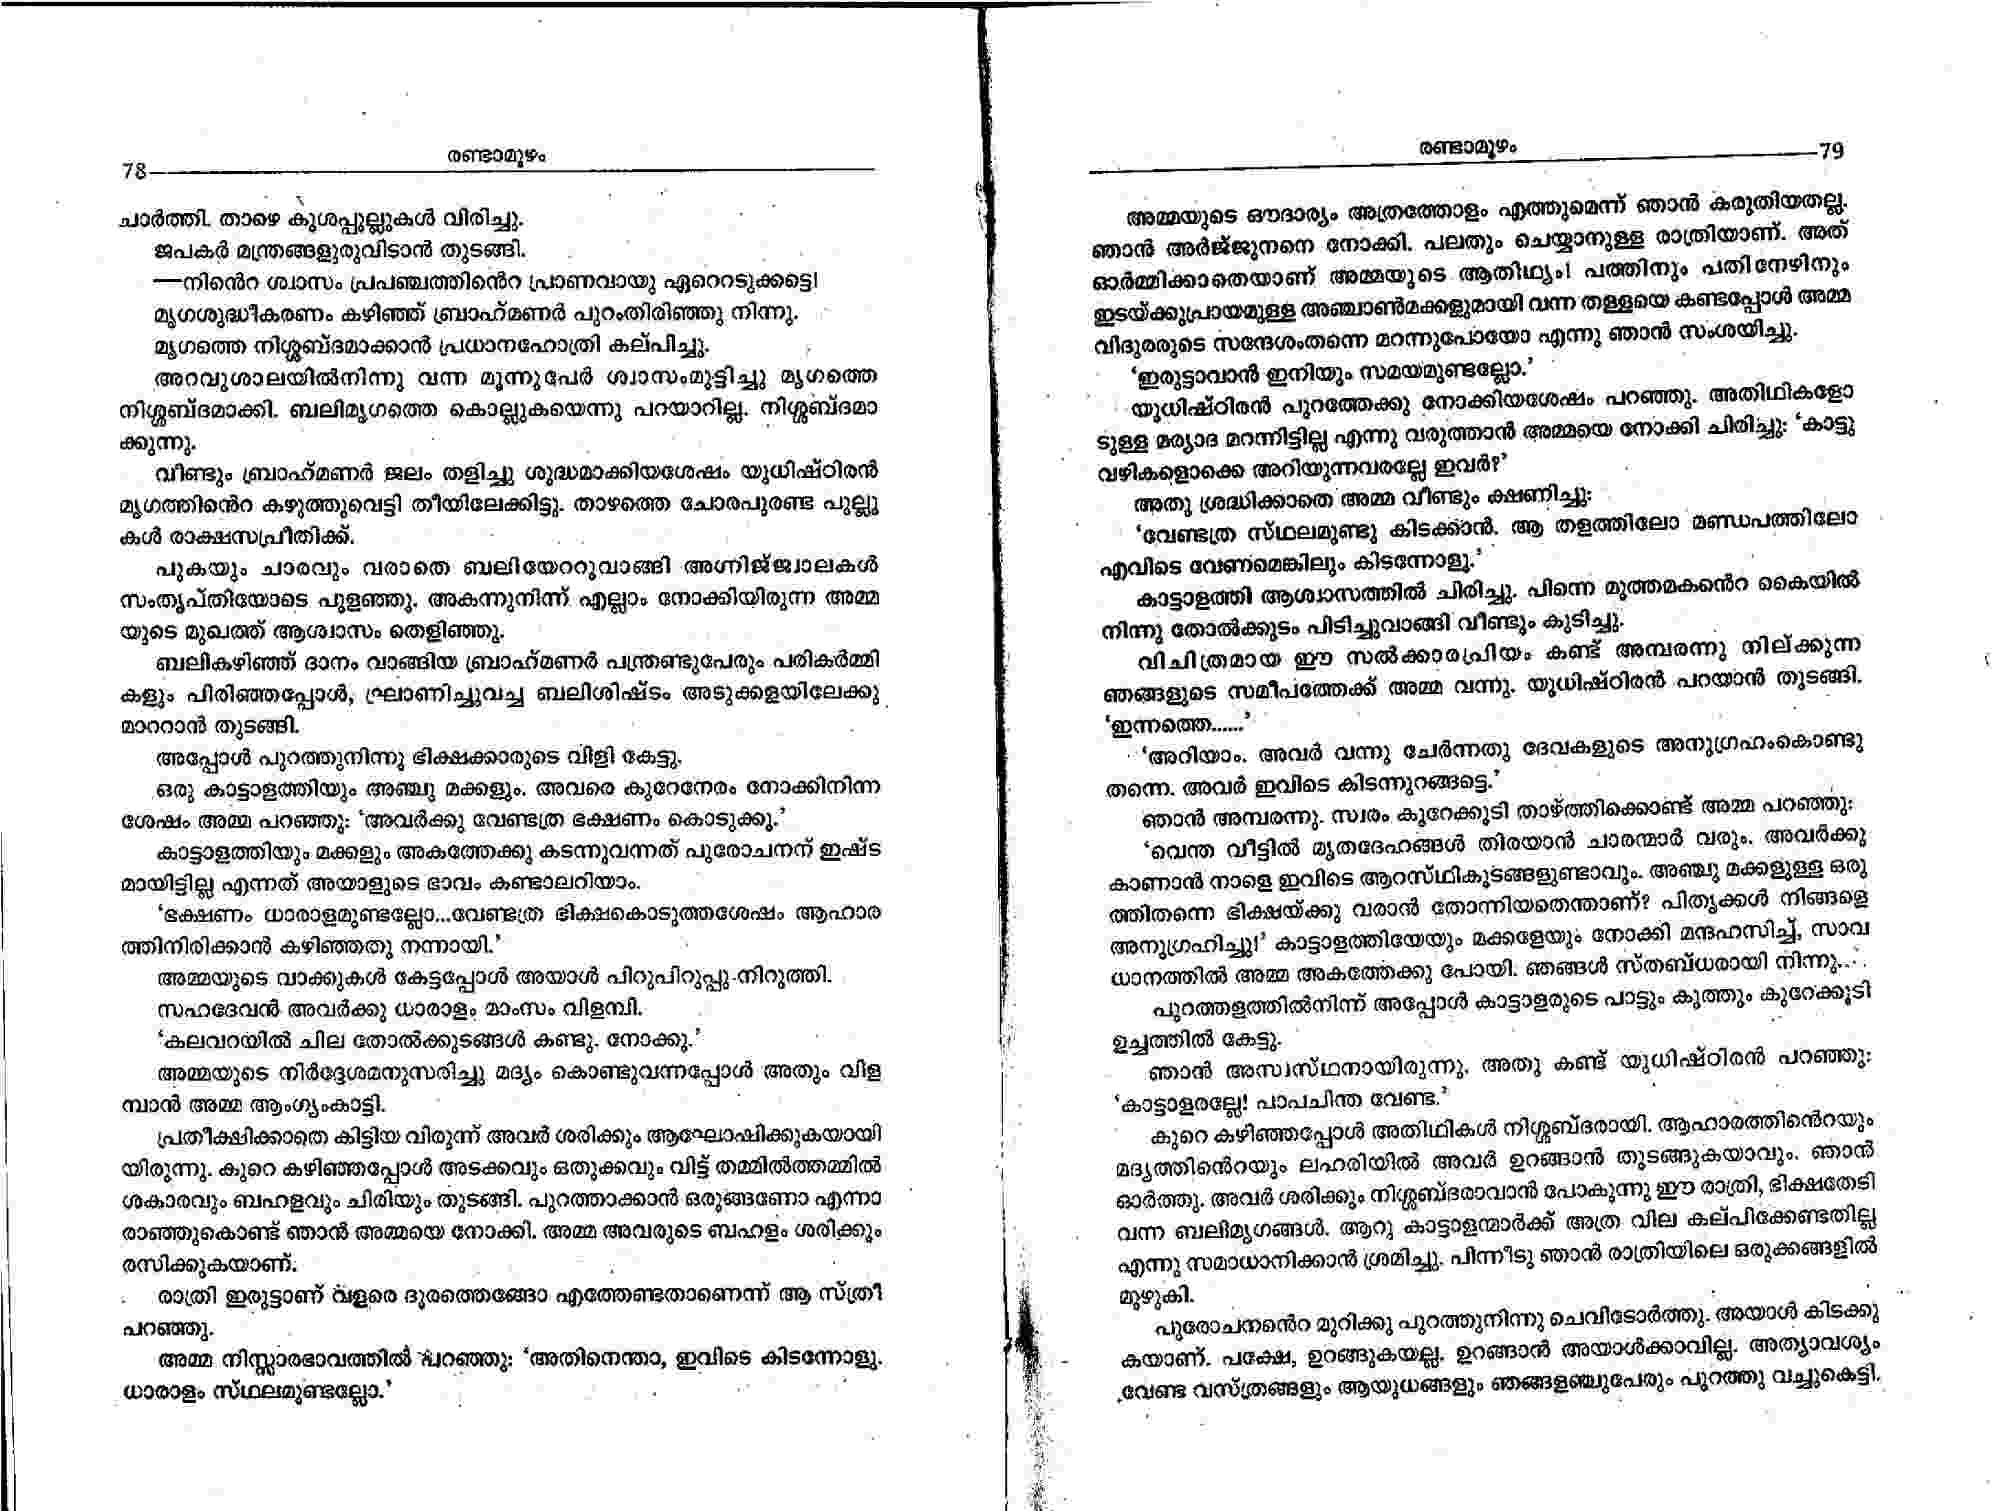 78
രണ്ടാമൂഴം
ചാർത്തി. താഴെ കുശപ്പുല്ലുകൾ വിരിച്ചു.
ജപകർ മന്ത്രങ്ങളുരുവിടാൻ തുടങ്ങി.
—നിൻെറ ശ്വാസം പ്രപഞ്ചത്തിൻെറ പ്രാണവായു ഏറെറടുക്കട്ടെ!
മൃഗശുദ്ധീകരണം കഴിഞ്ഞ് ബ്രാഹ്മണർ പുറംതിരിഞ്ഞു നിന്നു.
മൃഗത്തെ നിശ്ശബ്ദമാക്കാൻ പ്രധാനഹോത്രി കല്പിച്ചു.
അറവുശാലയിൽനിന്നു വന്ന മൂന്നുപേർ ശ്വാസംമുട്ടിച്ചു മൃഗത്തെ
നിശ്ശബ്ദമാക്കി. ബലിമൃഗത്തെ കൊല്ലുകയെന്നു പറയാറില്ല. നിശ്ശബ്ദമാ
ക്കുന്നു.
വീണ്ടും ബ്രാഹ്മണർ ജലം തളിച്ചു ശുദ്ധമാക്കിയശേഷം യുധിഷ്ഠിരൻ
മൃഗത്തിൻെറ കഴുത്തുവെട്ടി തീയിലേക്കിട്ടു. താഴത്തെ ചോരപുരണ്ട പുല്ലു
കൾ രാക്ഷസപ്രീതിക്ക്.
പുകയും ചാരവും വരാതെ ബലിയേററുവാങ്ങി അഗ്നിജ്ജ്വാലകൾ
സംതൃപ്തിയോടെ പുളഞ്ഞു. അകന്നുനിന്ന് എല്ലാം നോക്കിയിരുന്ന അമ്മ
യുടെ മുഖത്ത് ആശ്വാസം തെളിഞ്ഞു.
ബലികഴിഞ്ഞ് ദാനം വാങ്ങിയ ബ്രാഹ്മണർ പന്ത്രണ്ടുപേരും പരികർമ്മി
കളും പിരിഞ്ഞപ്പോൾ, ഘ്രാണിച്ചുവച്ച ബലിശിഷ്ടം അടുക്കളയിലേക്കു
മാററാൻ തുടങ്ങി.
അപ്പോൾ പുറത്തുനിന്നു ഭിക്ഷക്കാരുടെ വിളി കേട്ടു.
ഒരു കാട്ടാളത്തിയും അഞ്ചു മക്കളും. അവരെ കുറേനേരം നോക്കിനിന്ന
ശേഷം അമ്മ പറഞ്ഞു: ‘അവർക്കു വേണ്ടത്ര ഭക്ഷണം കൊടുക്കൂ.’
കാട്ടാളത്തിയും മക്കളും അകത്തേക്കു കടന്നുവന്നത് പുരോചനന് ഇഷ്ട
മായിട്ടില്ല എന്നത് അയാളുടെ ഭാവം കണ്ടാലറിയാം.
‘ഭക്ഷണം ധാരാളമുണ്ടല്ലോ...വേണ്ടത്ര ഭിക്ഷകൊടുത്തശേഷം ആഹാര
ത്തിനിരിക്കാൻ കഴിഞ്ഞതു നന്നായി.’
അമ്മയുടെ വാക്കുകൾ കേട്ടപ്പോൾ അയാൾ പിറുപിറുപ്പു നിറുത്തി.
സഹദേവൻ അവർക്കു ധാരാളം മാംസം വിളമ്പി.
‘കലവറയിൽ ചില തോൽക്കുടങ്ങൾ കണ്ടു. നോക്കൂ.’
അമ്മയുടെ നിർദ്ദേശമനുസരിച്ചു മദ്യം കൊണ്ടുവന്നപ്പോൾ അതും വിള
മ്പാൻ അമ്മ ആംഗ്യംകാട്ടി.
പ്രതീക്ഷിക്കാതെ കിട്ടിയ വിരുന്ന് അവർ ശരിക്കും ആഘോഷിക്കുകയായി
യിരുന്നു. കുറെ കഴിഞ്ഞപ്പോൾ അടക്കവും ഒതുക്കവും വിട്ട് തമ്മിൽത്തമ്മിൽ
ശകാരവും ബഹളവും ചിരിയും തുടങ്ങി. പുറത്താക്കാൻ ഒരുങ്ങണോ എന്നാ
രാഞ്ഞുകൊണ്ട് ഞാൻ അമ്മയെ നോക്കി. അമ്മ അവരുടെ ബഹളം ശരിക്കും
രസിക്കുകയാണ്.
രാത്രി ഇരുട്ടാണ് വളരെ ദൂരത്തെങ്ങോ എത്തേണ്ടതാണെന്ന് ആ സ്ത്രീ
പറഞ്ഞു.
അമ്മ നിസ്സാരഭാവത്തിൽ പറഞ്ഞു: ‘അതിനെന്താ, ഇവിടെ കിടന്നോളൂ.
ധാരാളം സ്ഥലമുണ്ടല്ലോ.’
രണ്ടാമൂഴം
79
അമ്മയുടെ ഔദാര്യം അത്രത്തോളം എത്തുമെന്ന് ഞാൻ കരുതിയതല്ല.
ഞാൻ അർജ്ജുനനെ നോക്കി. പലതും ചെയ്യാനുള്ള രാത്രിയാണ്. അത്
ഓർമ്മിക്കാതെയാണ് അമ്മയുടെ ആതിഥ്യം! പത്തിനും പതിനേഴിനും
ഇടയ്ക്കുപ്രായമുള്ള അഞ്ചാൺമക്കളുമായി വന്ന തള്ളയെ കണ്ടപ്പോൾ അമ്മ
വിദുരരുടെ സന്ദേശംതന്നെ മറന്നുപോയോ എന്നു ഞാൻ സംശയിച്ചു.
‘ഇരുട്ടാവാൻ ഇനിയും സമയമുണ്ടല്ലോ.’
യുധിഷ്ഠിരൻ പുറത്തേക്കു നോക്കിയശേഷം പറഞ്ഞു. അതിഥികളോ
ടുള്ള മര്യാദ മറന്നിട്ടില്ല എന്നു വരുത്താൻ അമ്മയെ നോക്കി ചിരിച്ചു: ‘കാട്ടു
വഴികളൊക്കെ അറിയുന്നവരല്ലേ ഇവർ?’
അതു ശ്രദ്ധിക്കാതെ അമ്മ വീണ്ടും ക്ഷണിച്ചു:
‘വേണ്ടത്ര സ്ഥലമുണ്ടു കിടക്കാൻ. ആ തളത്തിലോ മണ്ഡപത്തിലോ
എവിടെ വേണമെങ്കിലും കിടന്നോളൂ.’
കാട്ടാളത്തി ആശ്വാസത്തിൽ ചിരിച്ചു. പിന്നെ മൂത്തമകൻെറ കൈയിൽ
നിന്നു തോൽക്കുടം പിടിച്ചുവാങ്ങി വീണ്ടും കുടിച്ചു.
വിചിത്രമായ ഈ സൽക്കാരപ്രിയം കണ്ട് അമ്പരന്നു നില്ക്കുന്ന
ഞങ്ങളുടെ സമീപത്തേക്ക് അമ്മ വന്നു. യുധിഷ്ഠിരൻ പറയാൻ തുടങ്ങി.
‘ഇന്നത്തെ......’
‘അറിയാം. അവർ വന്നു ചേർന്നതു ദേവകളുടെ അനുഗ്രഹംകൊണ്ടു
തന്നെ. അവർ ഇവിടെ കിടന്നുറങ്ങട്ടെ.’
ഞാൻ അമ്പരന്നു. സ്വരം കുറേക്കൂടി താഴ്ത്തിക്കൊണ്ട് അമ്മ പറഞ്ഞു:
‘വെന്ത വീട്ടിൽ മൃതദേഹങ്ങൾ തിരയാൻ ചാരന്മാർ വരും. അവർക്കു
കാണാൻ നാളെ ഇവിടെ ആറസ്ഥികൂടങ്ങളുണ്ടാവും. അഞ്ചു മക്കളുള്ള ഒരു
ത്തിതന്നെ ഭിക്ഷയ്ക്കു വരാൻ തോന്നിയതെന്താണ്? പിതൃക്കൾ നിങ്ങളെ
അനുഗ്രഹിച്ചു!’ കാട്ടാളത്തിയേയും മക്കളേയും നോക്കി മന്ദഹസിച്ച്, സാവ
ധാനത്തിൽ അമ്മ അകത്തേക്കു പോയി. ഞങ്ങൾ സ്തബ്ധരായി നിന്നു...
പുറത്തളത്തിൽനിന്ന് അപ്പോൾ കാട്ടാളരുടെ പാട്ടും കൂത്തും കുറേക്കൂടി
ഉച്ചത്തിൽ കേട്ടു.
ഞാൻ അസ്വസ്ഥനായിരുന്നു. അതു കണ്ട് യുധിഷ്ഠിരൻ പറഞ്ഞു:
‘കാട്ടാളരല്ലേ! പാപചിന്ത വേണ്ട.’
കുറെ കഴിഞ്ഞപ്പോൾ അതിഥികൾ നിശ്ശബ്ദരായി. ആഹാരത്തിൻെറയും
മദ്യത്തിൻെറയും ലഹരിയിൽ അവർ ഉറങ്ങാൻ തുടങ്ങുകയാവും. ഞാൻ
ഓർത്തു. അവർ ശരിക്കും നിശ്ശബ്ദരാവാൻ പോകുന്നു ഈ രാത്രി, ഭിക്ഷതേടി
വന്ന ബലിമൃഗങ്ങൾ. ആറു കാട്ടാളന്മാർക്ക് അത്ര വില കല്പിക്കേണ്ടതില്ല
എന്നു സമാധാനിക്കാൻ ശ്രമിച്ചു. പിന്നീടു ഞാൻ രാത്രിയിലെ ഒരുക്കങ്ങളിൽ
മുഴുകി.
പുരോചനൻെറ മുറിക്കു പുറത്തുനിന്നു ചെവിടോർത്തു. അയാൾ കിടക്കു
കയാണ്. പക്ഷേ, ഉറങ്ങുകയല്ല. ഉറങ്ങാൻ അയാൾക്കാവില്ല. അത്യാവശ്യം
വേണ്ട വസ്ത്രങ്ങളും ആയുധങ്ങളും ഞങ്ങളഞ്ചുപേരും പുറത്തു വച്ചുകെട്ടി.